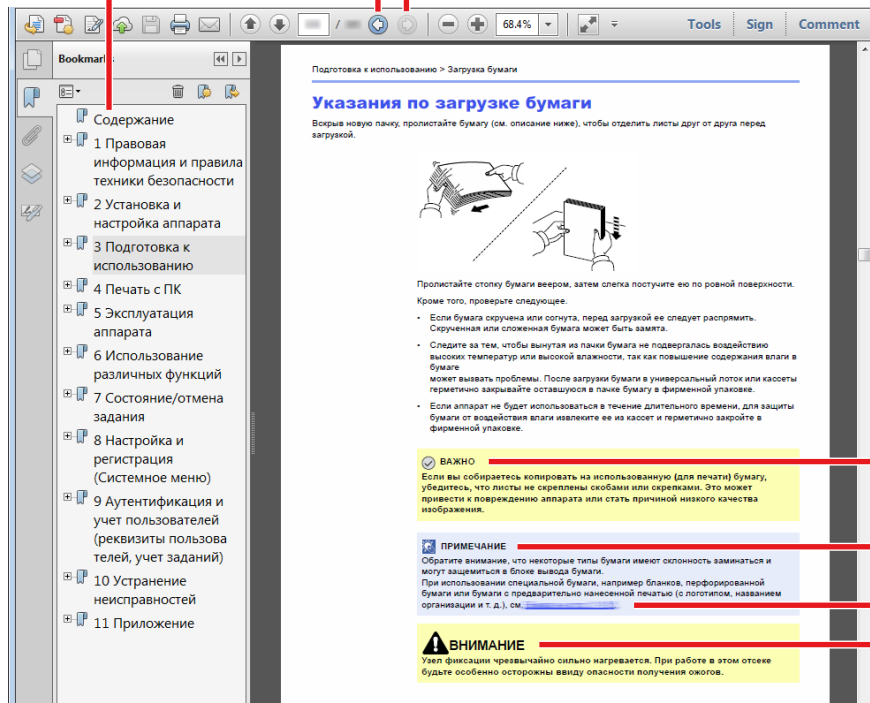 68.4%
Tools
Sign
Comment
Bookmar
Содержание
1 Правовая
информация и правила
техники безопасности
2 Установка и
настройка аппарата
3 Подготовка к
использованию
4 Печать с ПК
5 Эксплуатация
аппарата
6 Использование
различных функций
7 Состояние/отмена
задания
8 Настройка и
регистрация
(Системное меню)
9 Аутентификация и
учет пользователей
(реквизиты пользова
телей, учет заданий)
10 Устранение
неисправностей
11 Приложение
Подготовка к использованию > Загрузка бумаги
Указания по загрузке бумаги
Вскрыв новую пачку, пролистайте бумагу (см. описание ниже), чтобы отделить листы друг от друга перед
загрузкой.
Пролистайте стопку бумаги веером, затем слегка постучите ею по ровной поверхности.
Кроме того, проверьте следующее.
• Если бумага скручена или согнута, перед загрузкой ее следует распрямить.
Скрученная или сложенная бумага может быть замята.
• Следите за тем, чтобы вынутая из пачки бумага не подвергалась воздействию
высоких температур или высокой влажности, так как повышение содержания влаги в
бумаге
может вызвать проблемы. После загрузки бумаги в универсальный лоток или кассеты
герметично закрывайте оставшуюся в пачке бумагу в фирменной упаковке.
• Если аппарат не будет использоваться в течение длительного времени, для защиты
бумаги от воздействия влаги извлеките ее из кассет и герметично закройте в
фирменной упаковке.
ВАЖНО
Если вы собираетесь копировать на использованную (для печати) бумагу,
убедитесь, что листы не скреплены скобами или скрепками. Это может
привести к повреждению аппарата или стать причиной низкого качества
изображения.
ПРИМЕЧАНИЕ
Обратите внимание, что некоторые типы бумаги имеют склонность заминаться и
могут защемиться в блоке вывода бумаги.
При использовании специальной бумаги, например бланков, перфорированной
бумаги или бумаги с предварительно нанесенной печатью (с логотипом, названием
организации и т. д.), см.
ВНИМАНИЕ
Узел фиксации чрезвычайно сильно нагревается. При работе в этом отсеке
будьте особенно осторожны ввиду опасности получения ожогов.